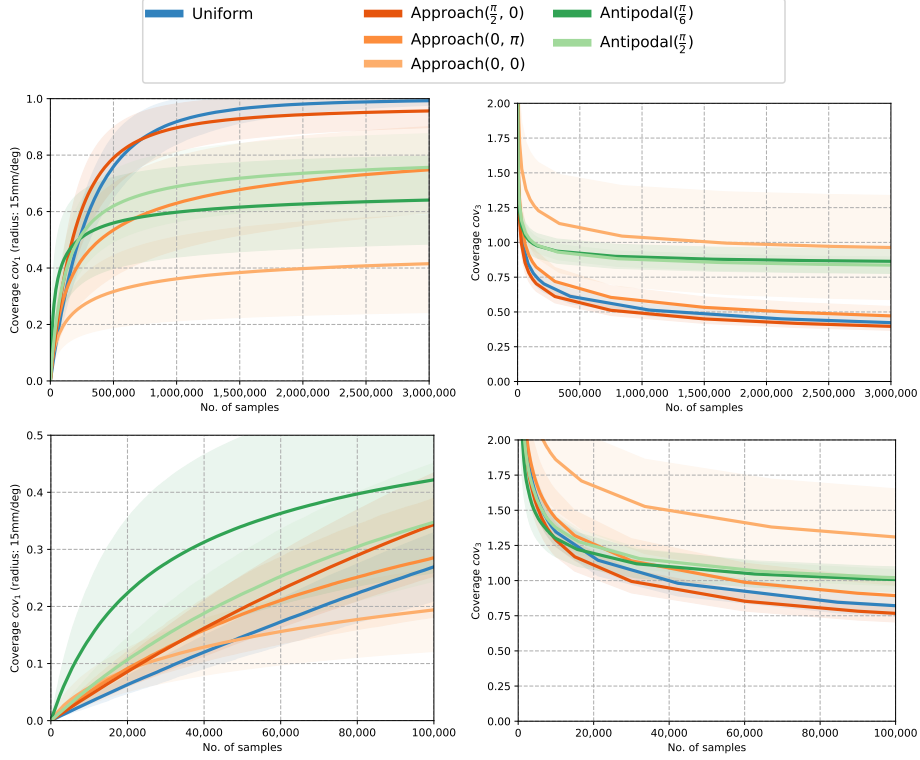 Uniform
Approach(π/2, 0)
Approach(0, π)
Approach(0, 0)
Antipodal(π/6)
Antipodal(π/2)
1.0
0.8
0.6
0.4
0.2
0.0
Coverage cov₁ (radius: 15mm/deg)
0 500,000 1,000,000 1,500,000 2,000,000 2,500,000 3,000,000
No. of samples
2.00
1.75
1.50
1.25
1.00
0.75
0.50
0.25
0.00
Coverage cov₃
0 500,000 1,000,000 1,500,000 2,000,000 2,500,000 3,000,000
No. of samples
0.5
0.4
0.3
0.2
0.1
0.0
Coverage cov₁ (radius: 15mm/deg)
0 20,000 40,000 60,000 80,000 100,000
No. of samples
2.00
1.75
1.50
1.25
1.00
0.75
0.50
0.25
0.00
Coverage cov₃
0 20,000 40,000 60,000 80,000 100,000
No. of samples